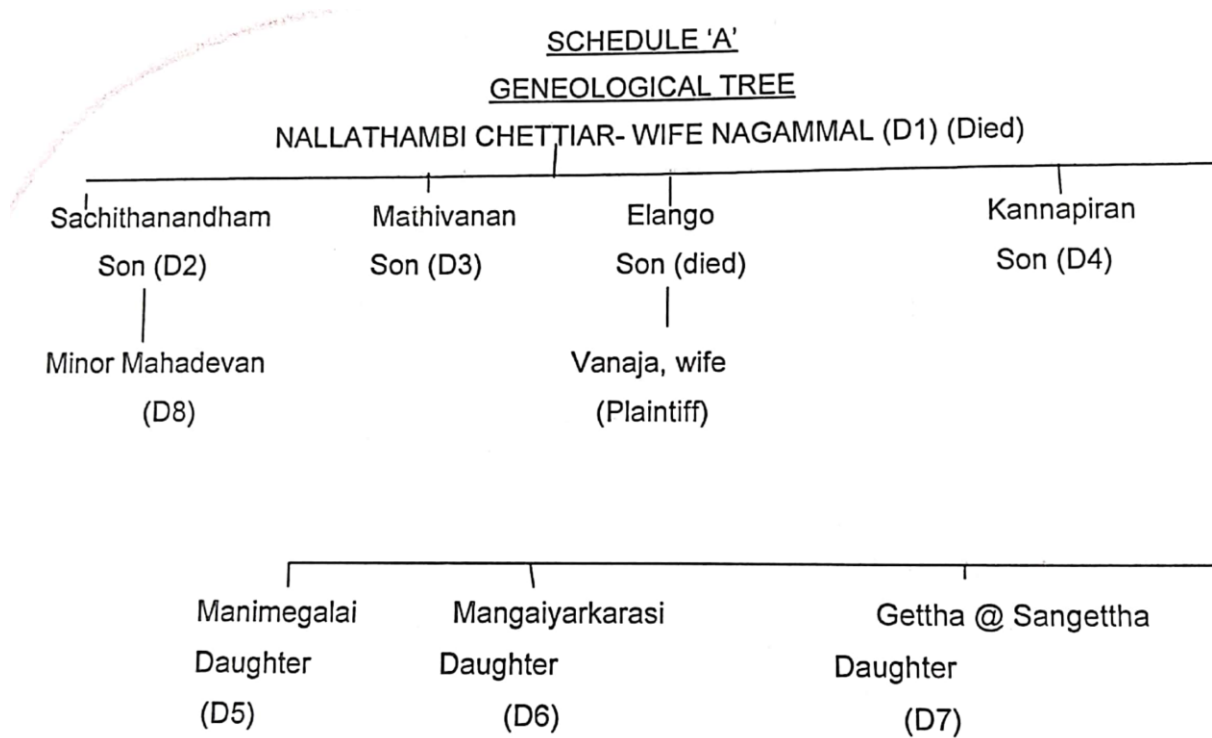 SCHEDULE 'A'
GENEOLOGICAL TREE
NALLATHAMBI CHETTIAR- WIFE NAGAMMAL (D1) (Died)
Sachithanandham Mathivanan Elango Kannapiran
Son (D2) Son (D3) Son (died) Son (D4)
Minor Mahadevan Vanaja, wife
(D8) (Plaintiff)
Manimegalai Mangaiyarkarasi Gettha @ Sangettha
Daughter Daughter Daughter
(D5) (D6) (D7)